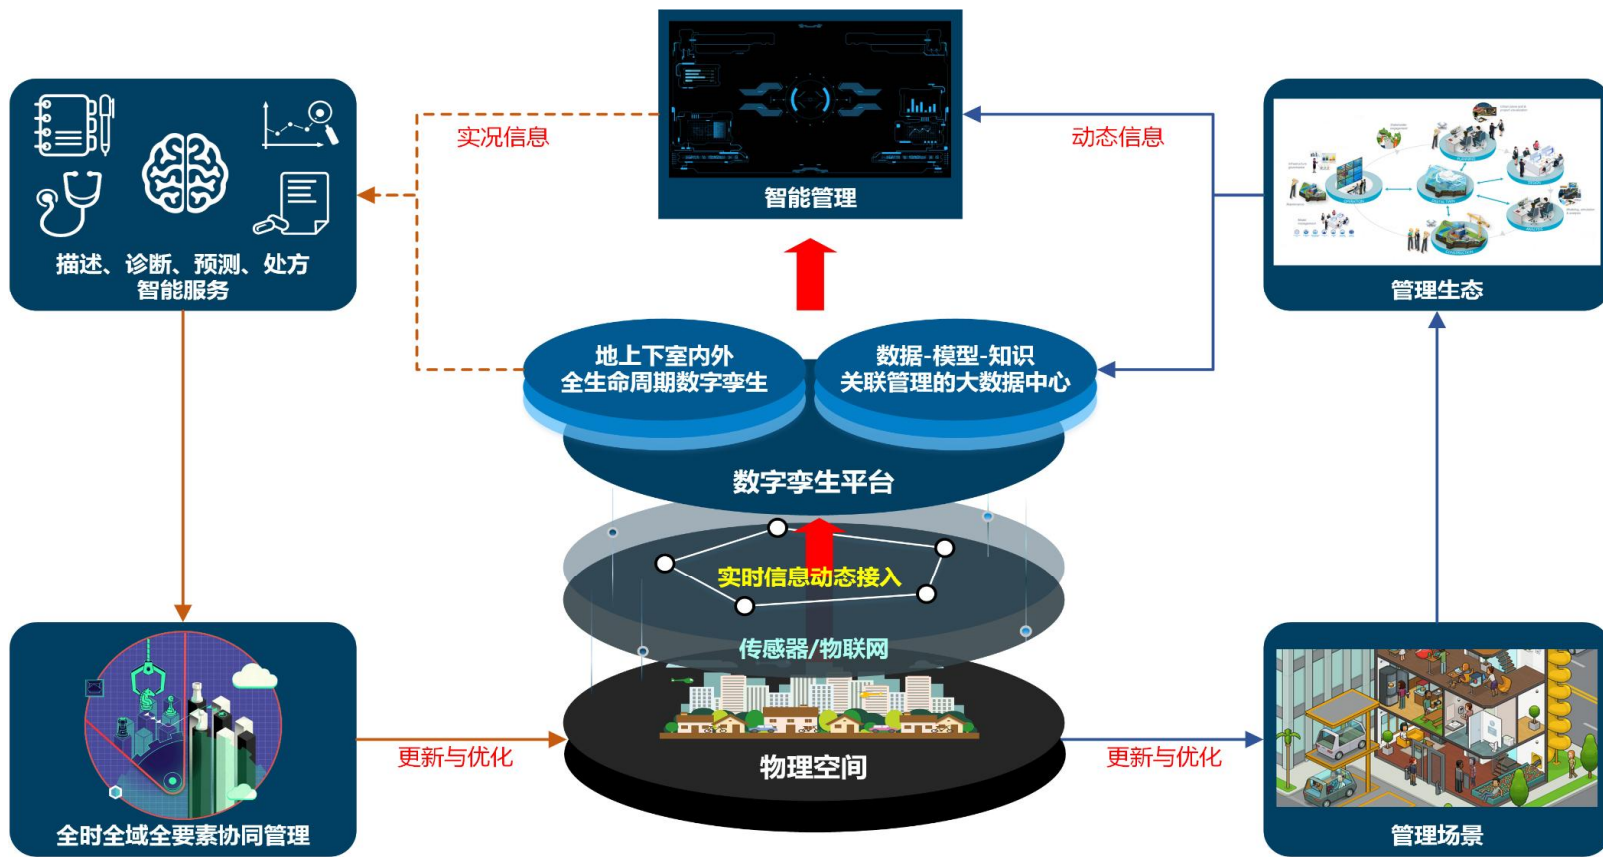 智能管理
实况信息
动态信息
描述、诊断、预测、处方
智能服务
管理生态
地上下室内外
全生命周期数字孪生
数据-模型-知识
关联管理的大数据中心
数字孪生平台
实时信息动态接入
传感器/物联网
物理空间
更新与优化
更新与优化
全时全域全要素协同管理
管理场景